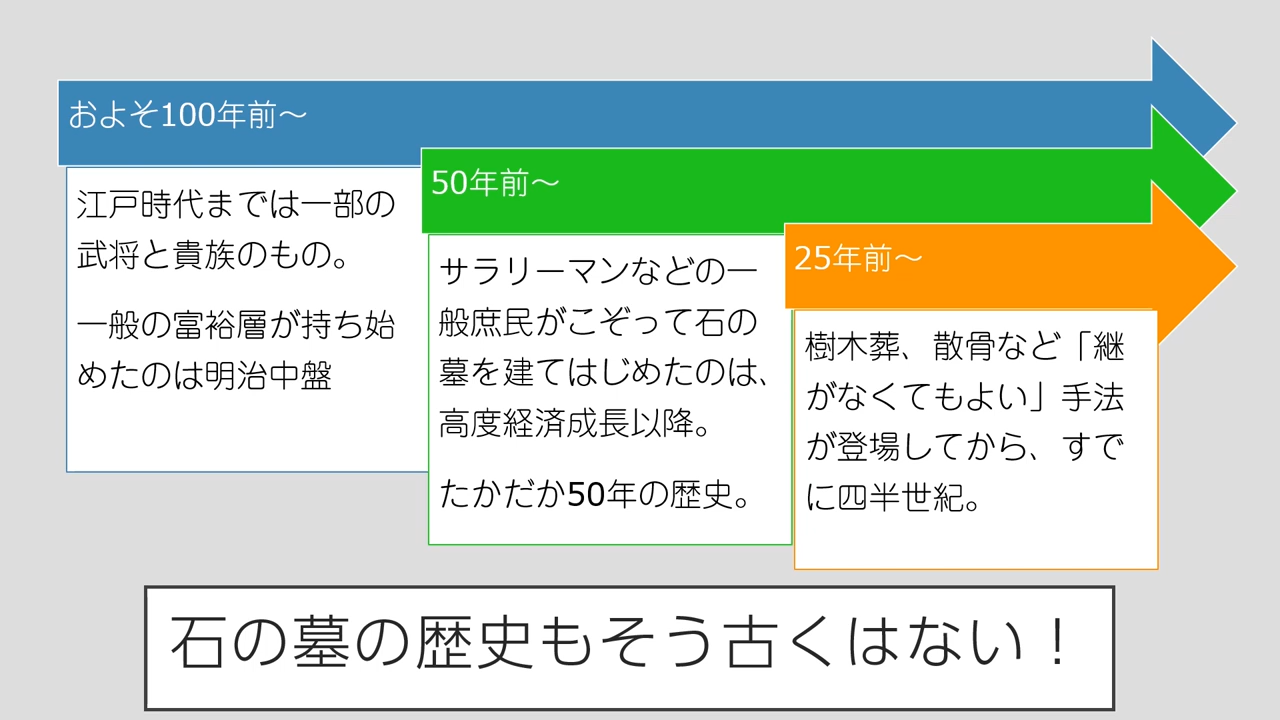 およそ100年前～
江戸時代までは一部の
武将と貴族のもの。
一般の富裕層が持ち始
めたのは明治中盤
50年前～
サラリーマンなどの一
般庶民がこぞって石の
墓を建てはじめたのは、
高度経済成長以降。
たかだか50年の歴史。
25年前～
樹木葬、散骨など「継
がなくてもよい」手法
が登場してから、すで
に四半世紀。
石の墓の歴史もそう古くはない！